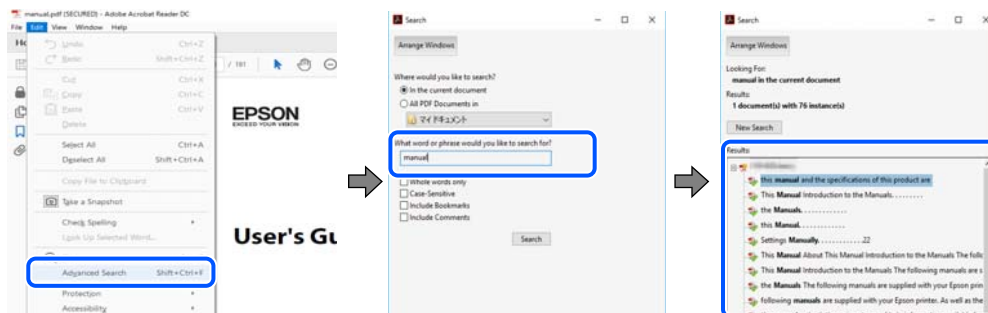 manual.pdf (SECURED) - Adobe Acrobat Reader DC
File Edit View Window Help
Undo Ctrl+Z
Redo Shift+Ctrl+Z
Cut Ctrl+X
Copy Ctrl+C
Paste Ctrl+V
Delete
Select All Ctrl+A
Deselect All Shift+Ctrl+A
Copy File to Clipboard
Take a Snapshot
Check Spelling
Look Up Selected Word...
Advanced Search Shift+Ctrl+F
Protection
Accessibility
/ 181
EPSON
EXCEED YOUR VISION
User's Gu
Search
Arrange Windows
Where would you like to search?
In the current document
All PDF Documents in
マイ ドキュメント
What word or phrase would you like to search for?
manual
Whole words only
Case-Sensitive
Include Bookmarks
Include Comments
Search
Search
Arrange Windows
Looking For:
manual in the current document
Results:
1 document(s) with 76 instance(s)
New Search
Results:
this manual and the specifications of this product are
This Manual Introduction to the Manuals. . . . . . . . .
the Manuals. . . . . . . . . . . . .
this Manual. . . . . . . . . . . . .
Settings Manually. . . . . . . . . . . . .22
This Manual About This Manual Introduction to the Manuals The follo
This Manual Introduction to the Manuals The following manuals are s
the Manuals The following manuals are supplied with your Epson prin
following manuals are supplied with your Epson printer. As well as the